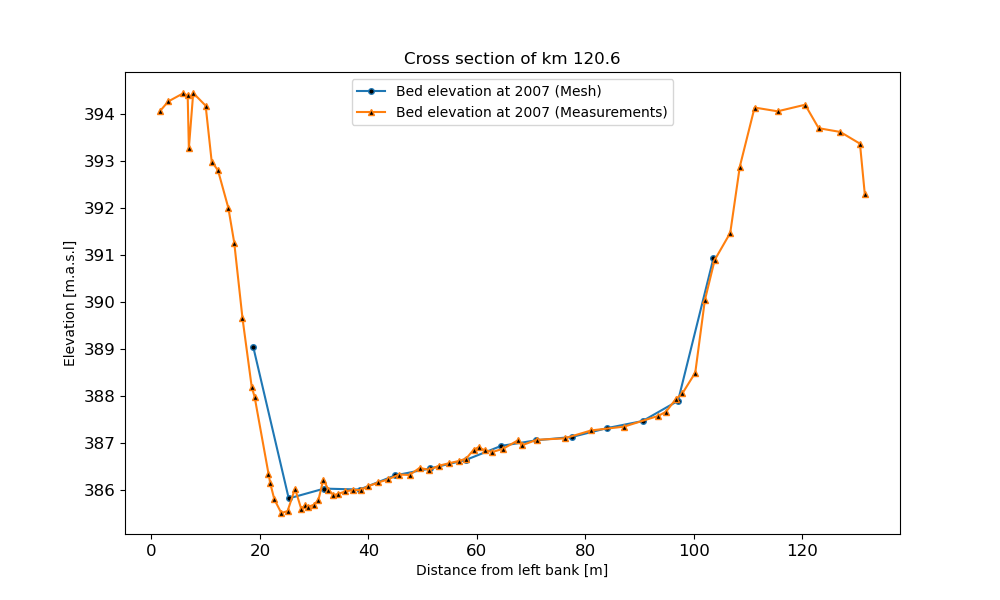 Cross section of km 120.6
Bed elevation at 2007 (Mesh)
Bed elevation at 2007 (Measurements)
394
393
392
391
390
389
388
387
386
Elevation [m.a.s.l]
0 20 40 60 80 100 120
Distance from left bank [m]